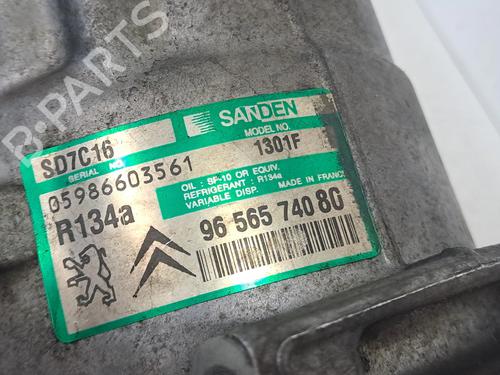 B-PARTS
SANDEN
SD7C16
MODEL NO.
SERIAL NO.
1301F
05986603561
OIL : SP-10 OR EQUIV.
REFRIGERANT : R134a
VARIABLE DISP. MADE IN FRANCE
R134a
96 565 740 80